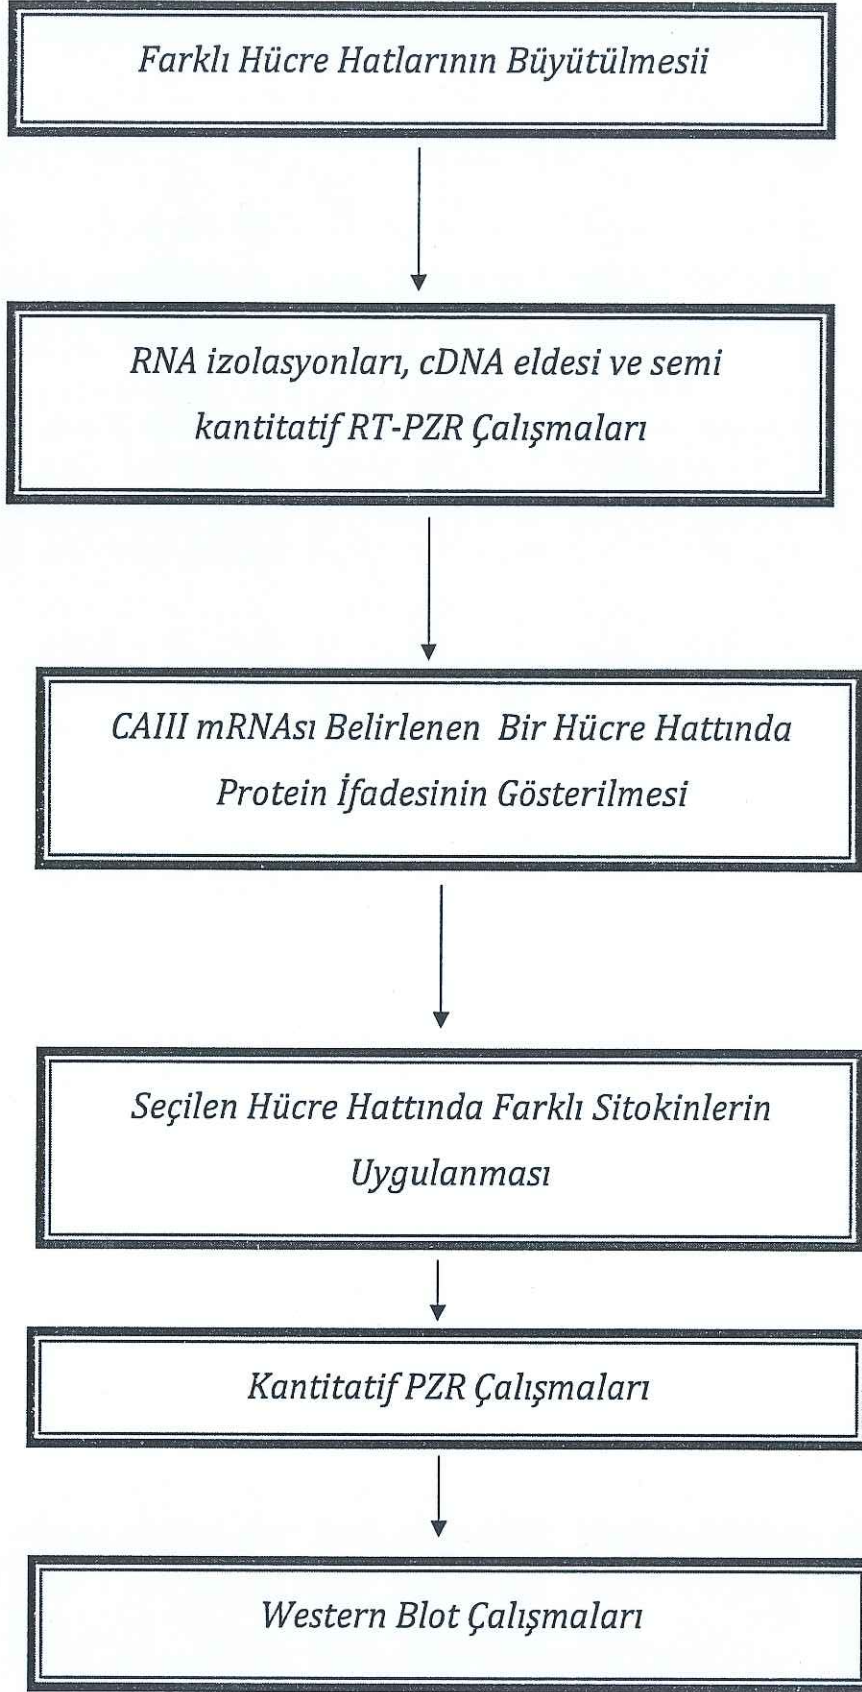 Farklı Hücre Hatlarının Büyütülmesii
RNA izolasyonları, cDNA eldesi ve semi
kantitatif RT-PZR Çalışmaları
CAIII mRNAsı Belirlenen Bir Hücre Hattında
Protein İfadesinin Gösterilmesi
Seçilen Hücre Hattında Farklı Sitokinlerin
Uygulanması
Kantitatif PZR Çalışmaları
Western Blot Çalışmaları